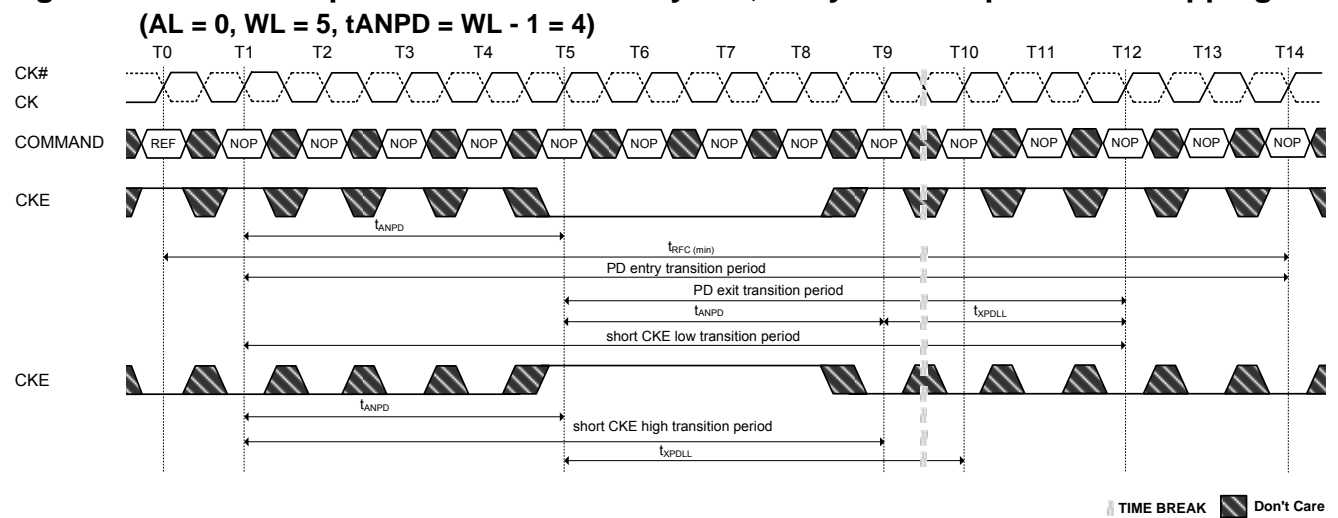 (AL = 0, WL = 5, tANPD = WL - 1 = 4)
T0 T1 T2 T3 T4 T5 T6 T7 T8 T9 T10 T11 T12 T13 T14
CK#
CK
COMMAND REF NOP NOP NOP NOP NOP NOP NOP NOP NOP NOP NOP NOP NOP NOP
CKE
tANPD
tRFC (min)
PD entry transition period
PD exit transition period
tANPD tXPDLL
short CKE low transition period
CKE
tANPD
short CKE high transition period
tXPDLL
TIME BREAK Don't Care